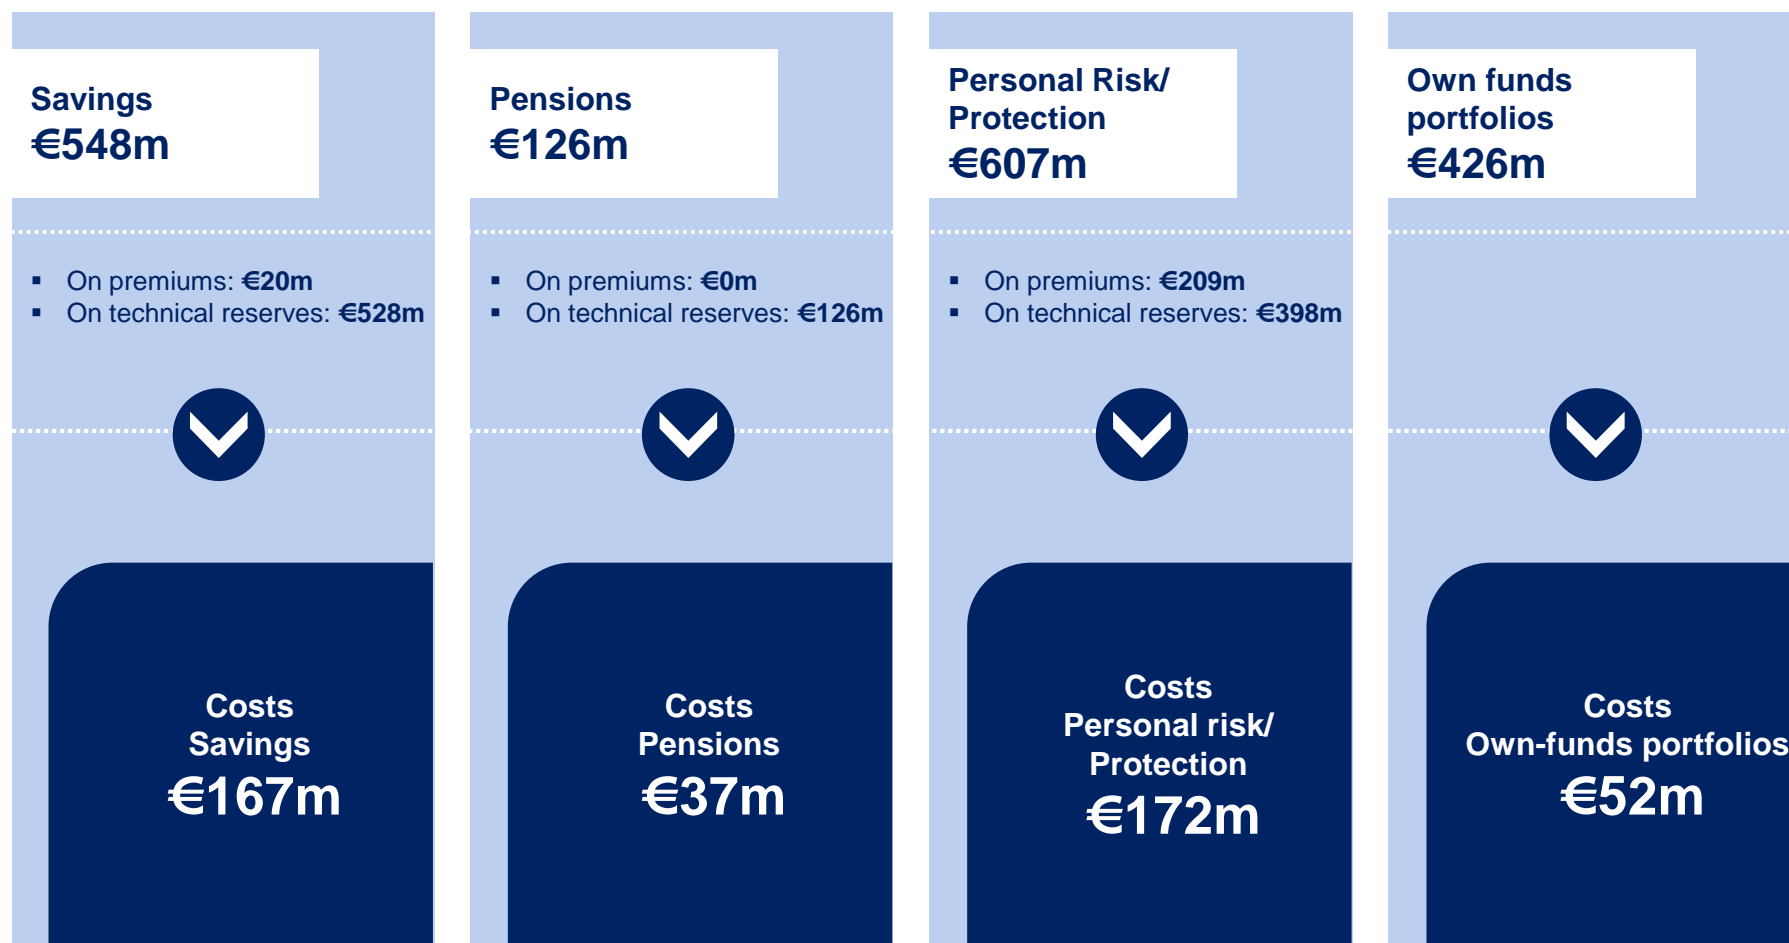 Savings
€548m
▪ On premiums: €20m
▪ On technical reserves: €528m
Costs
Savings
€167m
Pensions
€126m
▪ On premiums: €0m
▪ On technical reserves: €126m
Costs
Pensions
€37m
Personal Risk/
Protection
€607m
▪ On premiums: €209m
▪ On technical reserves: €398m
Costs
Personal risk/
Protection
€172m
Own funds
portfolios
€426m
Costs
Own-funds portfolios
€52m